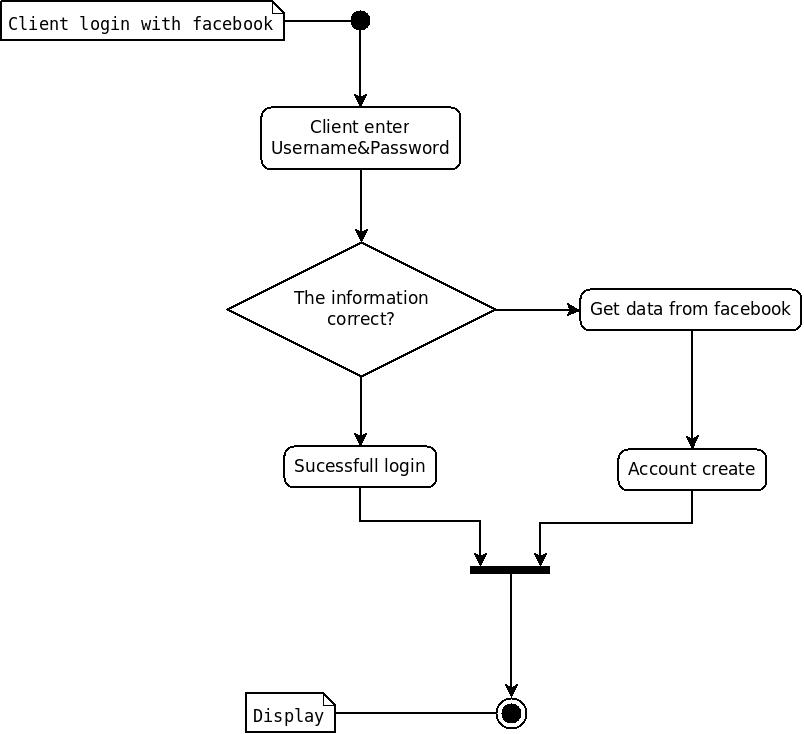 Client login with facebook
Client enter
Username&Password
The information
correct?
Get data from facebook
Sucessfull login
Account create
Display